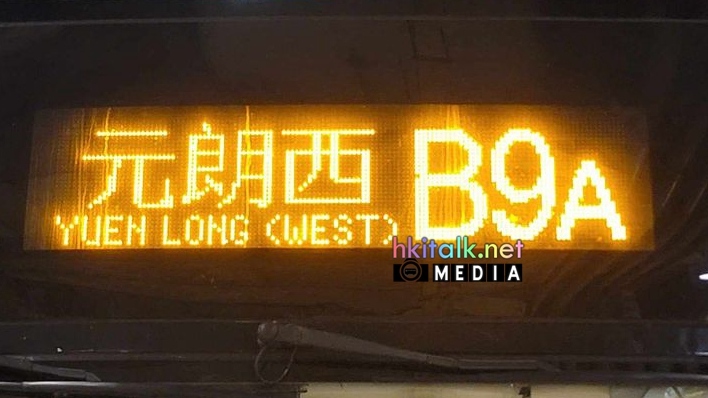 元朗西 B9A
YUEN LONG (WEST)
hkitalk.net
MEDIA